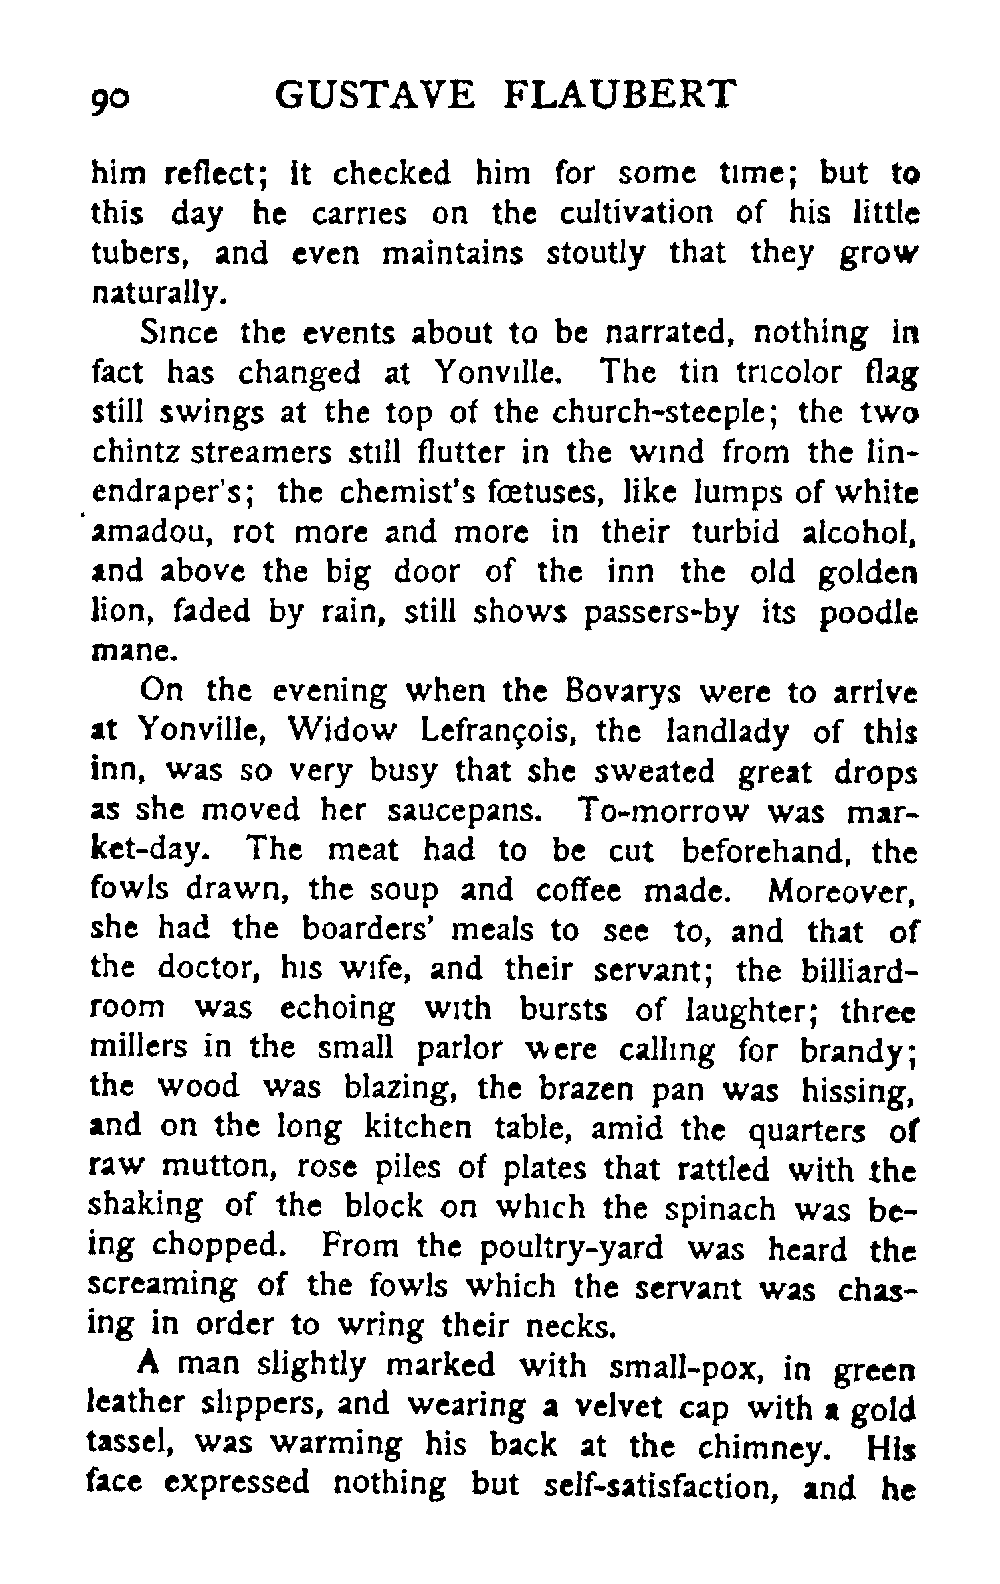 90 GUSTAVE FLAUBERT
him reflect; it checked him for some time; but to
this day he carries on the cultivation of his little
tubers, and even maintains stoutly that they grow
naturally.
Since the events about to be narrated, nothing in
fact has changed at Yonville. The tin tricolor flag
still swings at the top of the church-steeple; the two
chintz streamers still flutter in the wind from the lin-
endraper's; the chemist's fœtuses, like lumps of white
amadou, rot more and more in their turbid alcohol,
and above the big door of the inn the old golden
lion, faded by rain, still shows passers-by its poodle
mane.
On the evening when the Bovarys were to arrive
at Yonville, Widow Lefrançois, the landlady of this
inn, was so very busy that she sweated great drops
as she moved her saucepans. To-morrow was mar-
ket-day. The meat had to be cut beforehand, the
fowls drawn, the soup and coffee made. Moreover,
she had the boarders' meals to see to, and that of
the doctor, his wife, and their servant; the billiard-
room was echoing with bursts of laughter; three
millers in the small parlor were calling for brandy;
the wood was blazing, the brazen pan was hissing,
and on the long kitchen table, amid the quarters of
raw mutton, rose piles of plates that rattled with the
shaking of the block on which the spinach was be-
ing chopped. From the poultry-yard was heard the
screaming of the fowls which the servant was chas-
ing in order to wring their necks.
A man slightly marked with small-pox, in green
leather slippers, and wearing a velvet cap with a gold
tassel, was warming his back at the chimney. His
face expressed nothing but self-satisfaction, and he